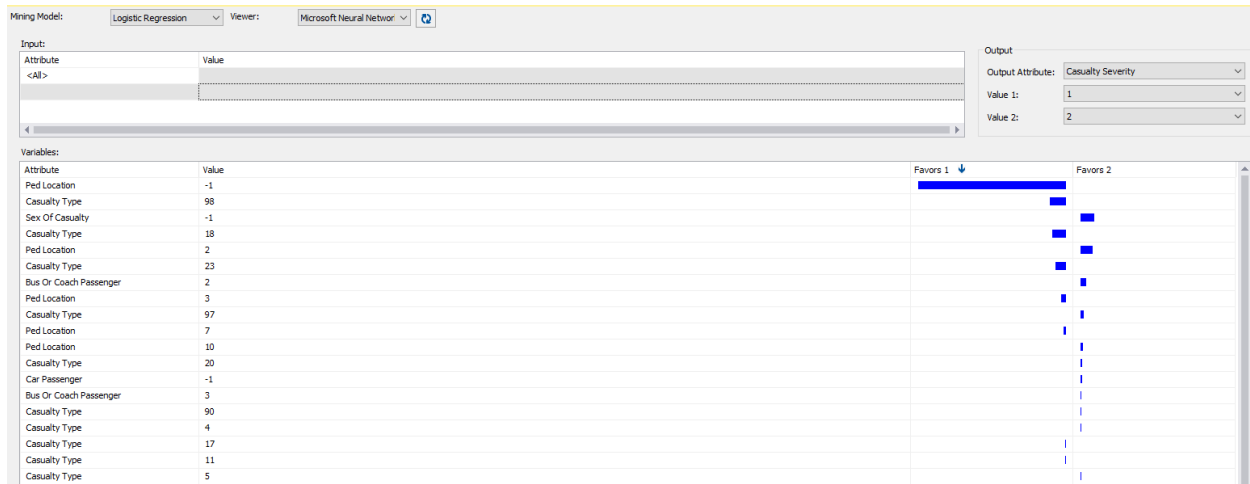 Mining Model: Logistic Regression Viewer: Microsoft Neural Networl
Input:
Attribute Value
<All>
Output
Output Attribute: Casualty Severity
Value 1: 1
Value 2: 2
Variables:
Attribute Value Favors 1 Favors 2
Ped Location -1
Casualty Type 98
Sex Of Casualty -1
Casualty Type 18
Ped Location 2
Casualty Type 23
Bus Or Coach Passenger 2
Ped Location 3
Casualty Type 97
Ped Location 7
Ped Location 10
Casualty Type 20
Car Passenger -1
Bus Or Coach Passenger 3
Casualty Type 90
Casualty Type 4
Casualty Type 17
Casualty Type 11
Casualty Type 5